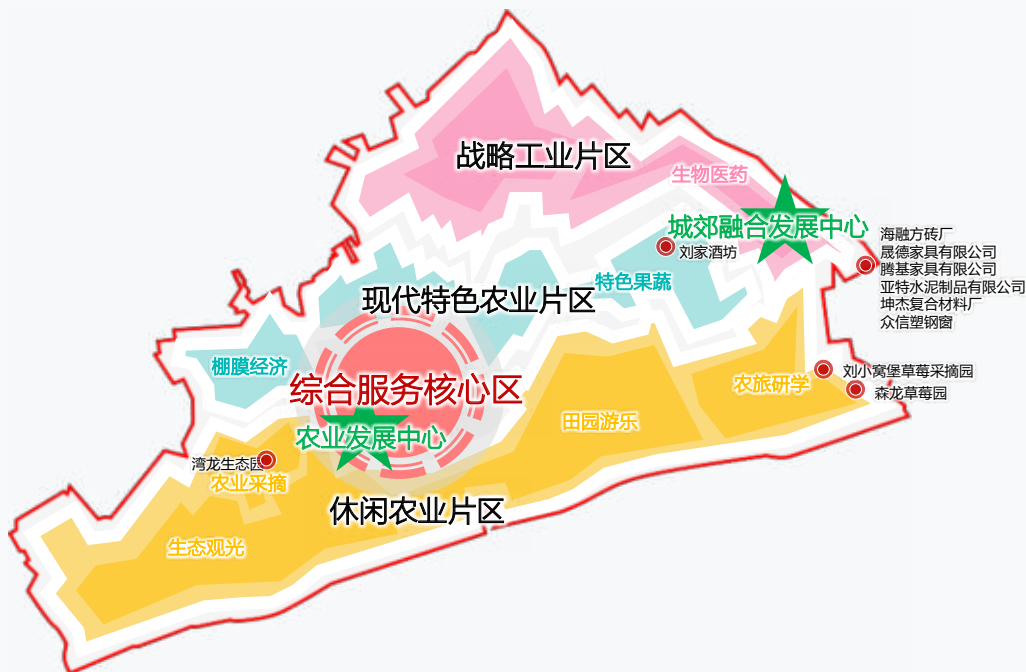 战略工业片区
生物医药
城郊融合发展中心
刘家酒坊
海融方砖厂
晟德家具有限公司
腾基家具有限公司
亚特水泥制品有限公司
坤杰复合材料厂
众信塑钢窗
特色果蔬
现代特色农业片区
棚膜经济
综合服务核心区
农业发展中心
刘小窝堡草莓采摘园
农旅研学
森龙草莓园
田园游乐
湾龙生态园
农业采摘
休闲农业片区
生态观光